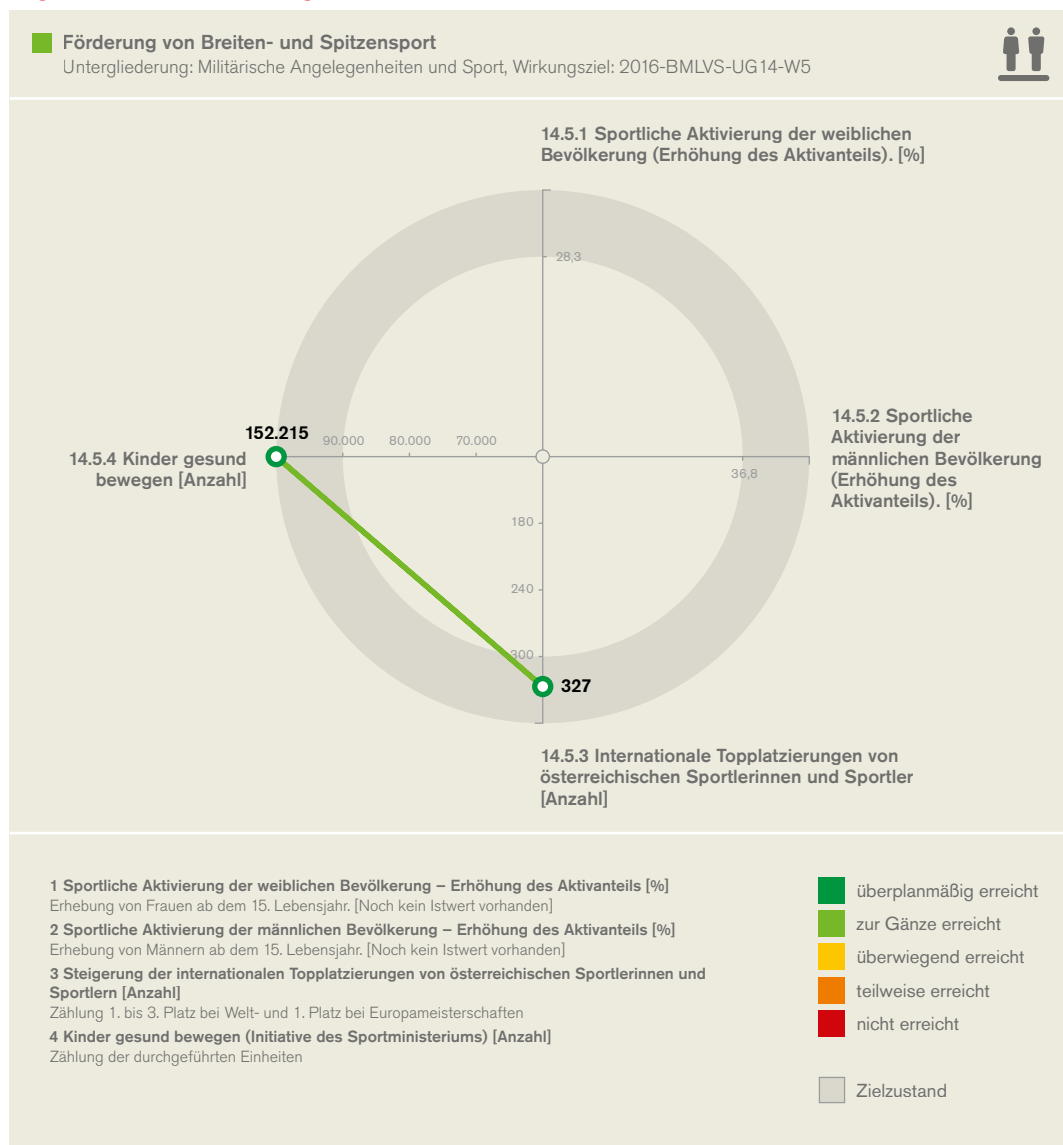 Förderung von Breiten- und Spitzensport
Untergliederung: Militärische Angelegenheiten und Sport, Wirkungsziel: 2016-BMLVS-UG14-W5
14.5.1 Sportliche Aktivierung der weiblichen
Bevölkerung (Erhöhung des Aktivanteils). [%]
28,3
152.215
90.000
80.000
70.000
14.5.4 Kinder gesund
bewegen [Anzahl]
36,8
14.5.2 Sportliche
Aktivierung der
männlichen Bevölkerung
(Erhöhung des
Aktivanteils). [%]
180
240
300
327
14.5.3 Internationale Topplatzierungen von
österreichischen Sportlerinnen und Sportler
[Anzahl]
1 Sportliche Aktivierung der weiblichen Bevölkerung – Erhöhung des Aktivanteils [%]
Erhebung von Frauen ab dem 15. Lebensjahr. [Noch kein Istwert vorhanden]
2 Sportliche Aktivierung der männlichen Bevölkerung – Erhöhung des Aktivanteils [%]
Erhebung von Männern ab dem 15. Lebensjahr. [Noch kein Istwert vorhanden]
3 Steigerung der internationalen Topplatzierungen von österreichischen Sportlerinnen und
Sportlern [Anzahl]
Zählung 1. bis 3. Platz bei Welt- und 1. Platz bei Europameisterschaften
4 Kinder gesund bewegen (Initiative des Sportministeriums) [Anzahl]
Zählung der durchgeführten Einheiten
überplanmäßig erreicht
zur Gänze erreicht
überwiegend erreicht
teilweise erreicht
nicht erreicht
Zielzustand